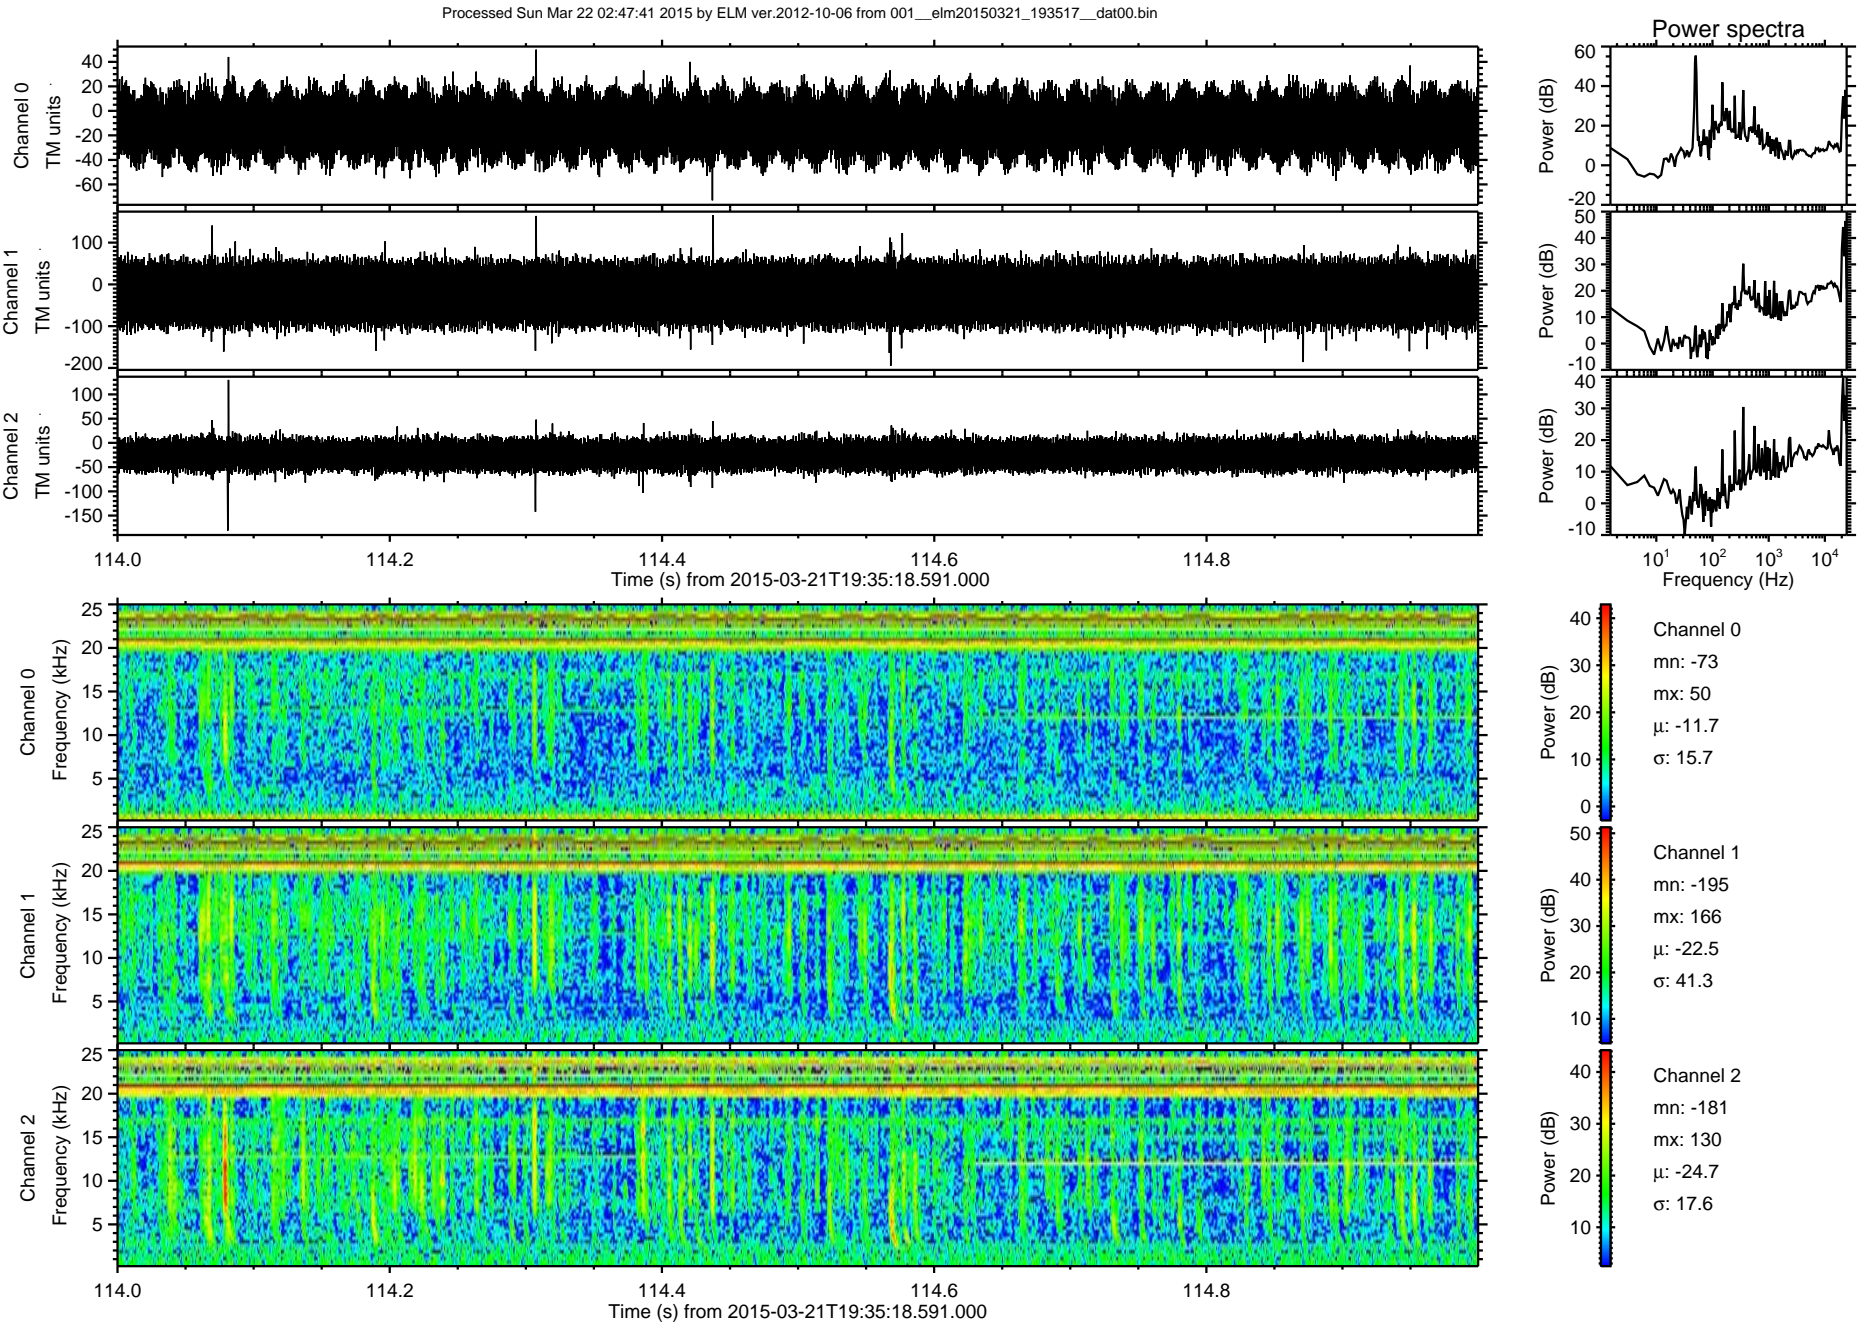 Processed Sun Mar 22 02:47:41 2015 by ELM ver.2012-10-06 from 001__elm20150321_193517__dat00.bin
Power spectra
Channel 0
TM units
40
20
0
-20
-40
-60
Power (dB)
60
40
20
0
-20
Channel 1
TM units
100
0
-100
-200
Power (dB)
50
40
30
20
10
0
-10
Channel 2
TM units
100
50
0
-50
-100
-150
Power (dB)
40
30
20
10
0
-10
114.0 114.2 114.4 114.6 114.8
Time (s) from 2015-03-21T19:35:18.591.000
10^1 10^2 10^3 10^4
Frequency (Hz)
Channel 0
Frequency (kHz)
25
20
15
10
5
Power (dB)
40
30
20
10
0
Channel 0
mn: -73
mx: 50
μ: -11.7
σ: 15.7
Channel 1
Frequency (kHz)
25
20
15
10
5
Power (dB)
50
40
30
20
10
Channel 1
mn: -195
mx: 166
μ: -22.5
σ: 41.3
Channel 2
Frequency (kHz)
25
20
15
10
5
Power (dB)
40
30
20
10
Channel 2
mn: -181
mx: 130
μ: -24.7
σ: 17.6
114.0 114.2 114.4 114.6 114.8
Time (s) from 2015-03-21T19:35:18.591.000